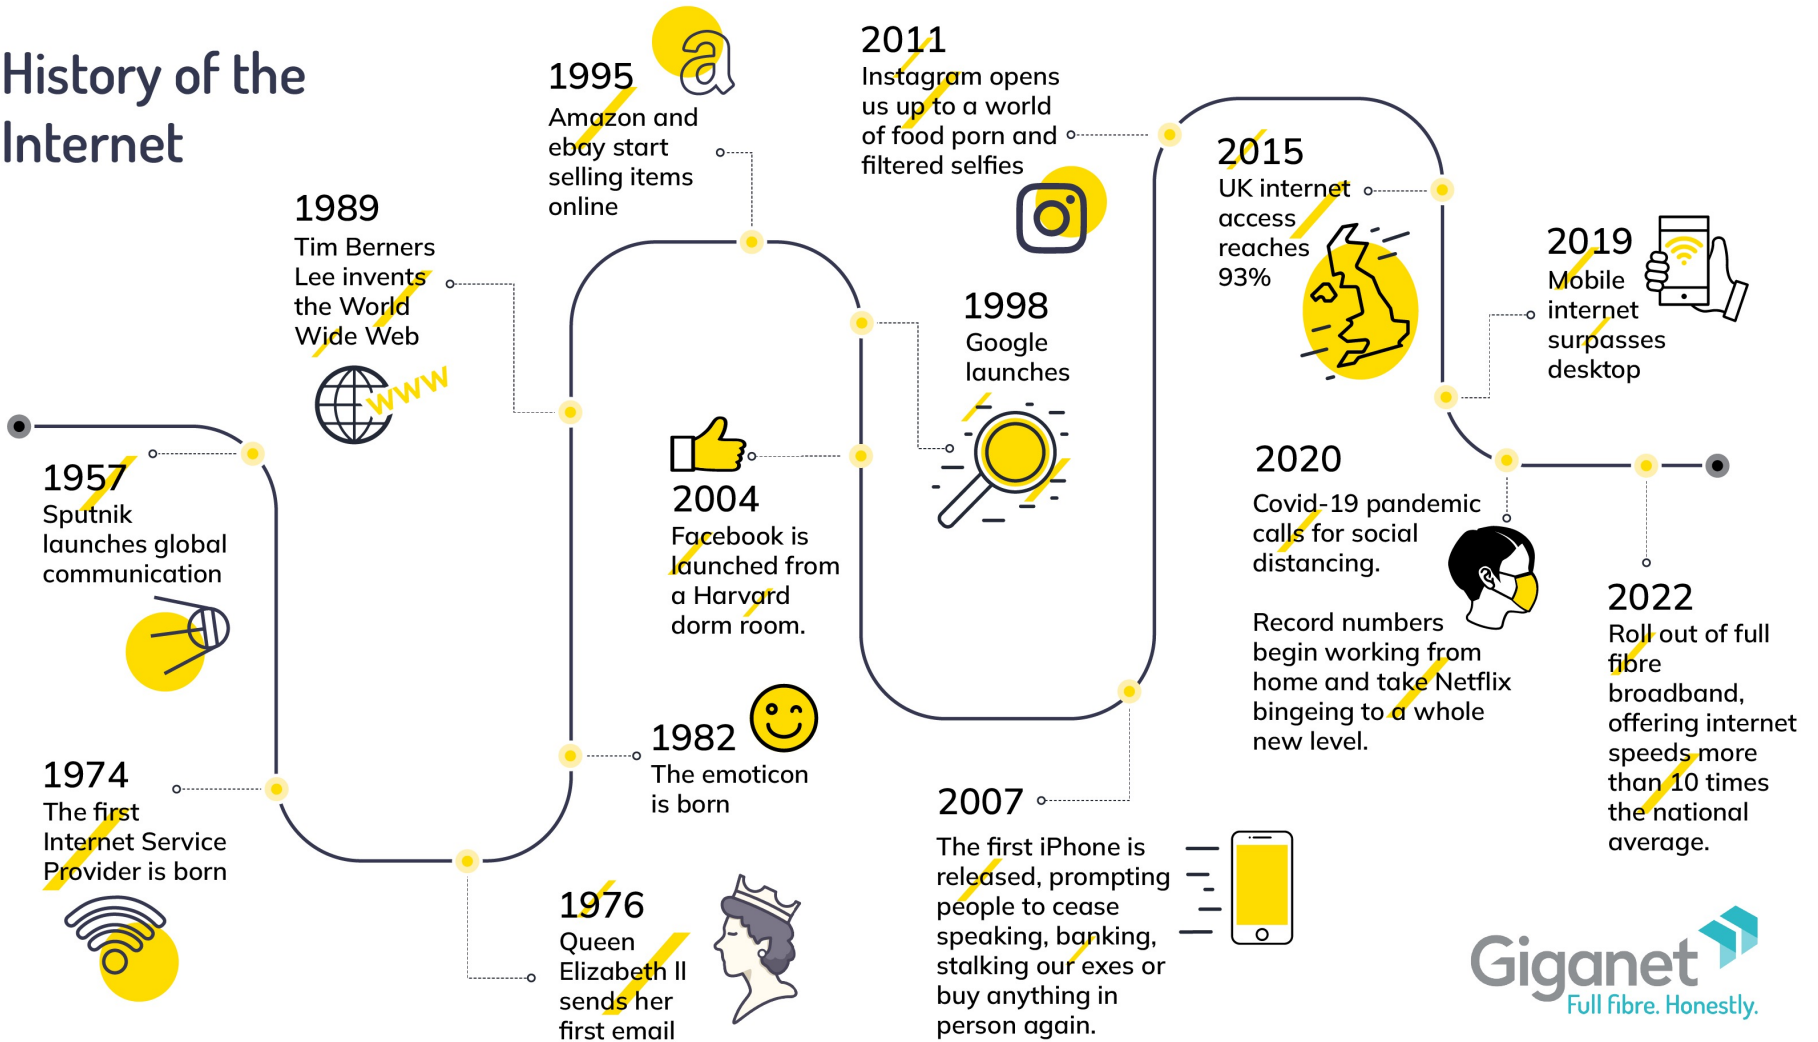 History of the
Internet
1957
Sputnik
launches global
communication
1974
The first
Internet Service
Provider is born
1976
Queen
Elizabeth II
sends her
first email
1982
The emoticon
is born
1989
Tim Berners
Lee invents
the World
Wide Web
www
1995
Amazon and
ebay start
selling items
online
a
1998
Google
launches
2004
Facebook is
launched from
a Harvard
dorm room.
2007
The first iPhone is
released, prompting
people to cease
speaking, banking,
stalking our exes or
buy anything in
person again.
2011
Instagram opens
us up to a world
of food porn and
filtered selfies
2015
UK internet
access
reaches
93%
2019
Mobile
internet
surpasses
desktop
2020
Covid-19 pandemic
calls for social
distancing.
Record numbers
begin working from
home and take Netflix
bingeing to a whole
new level.
2022
Roll out of full
fibre
broadband,
offering internet
speeds more
than 10 times
the national
average.
Giganet
Full fibre. Honestly.